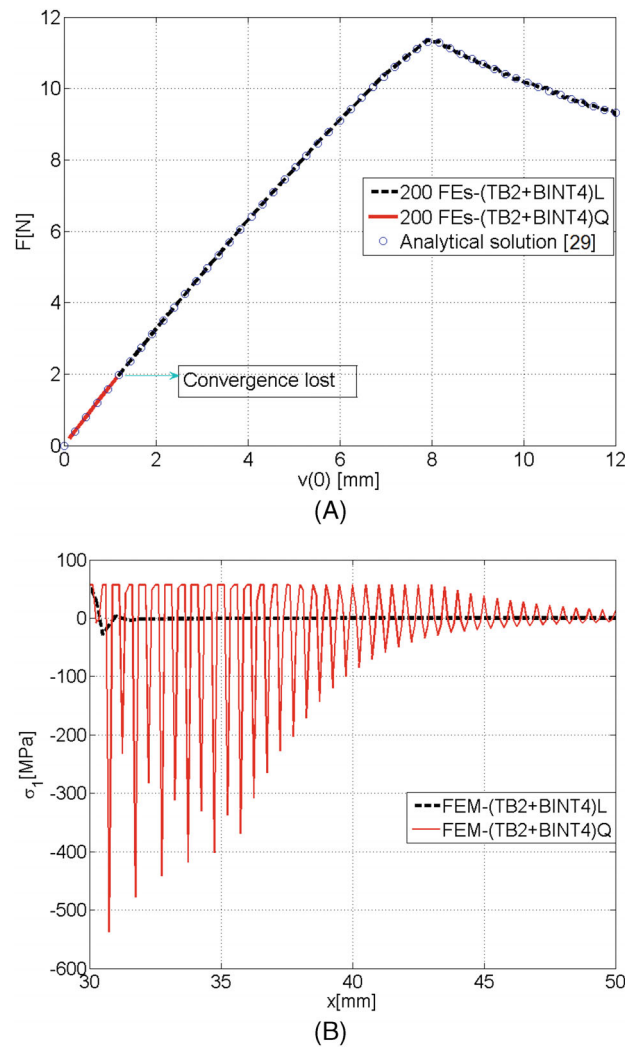 12
10
8
6
4
2
0
F[N]
200 FEs-(TB2+BINT4)L
200 FEs-(TB2+BINT4)Q
Analytical solution [29]
Convergence lost
0 2 4 6 8 10 12
v(0) [mm]
(A)
100
0
-100
-200
-300
-400
-500
-600
σ1[MPa]
FEM-(TB2+BINT4)L
FEM-(TB2+BINT4)Q
30 35 40 45 50
x[mm]
(B)